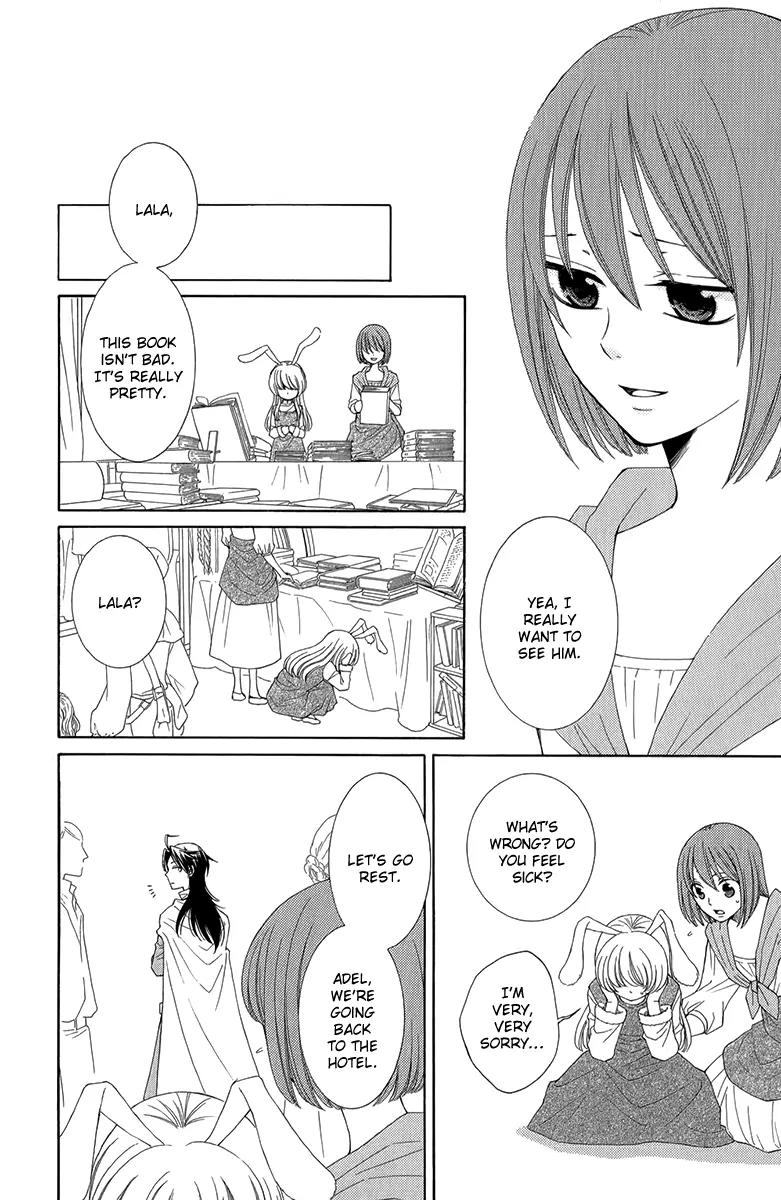 YEA, I
REALLY
WANT TO
SEE HIM.
LALA,
THIS BOOK
ISN'T BAD.
IT'S REALLY
PRETTY.
LALA?
WHAT'S
WRONG? DO
YOU FEEL
SICK?
I'M
VERY,
VERY
SORRY...
LET'S GO
REST.
ADEL,
WE'RE
GOING
BACK
TO THE
HOTEL.